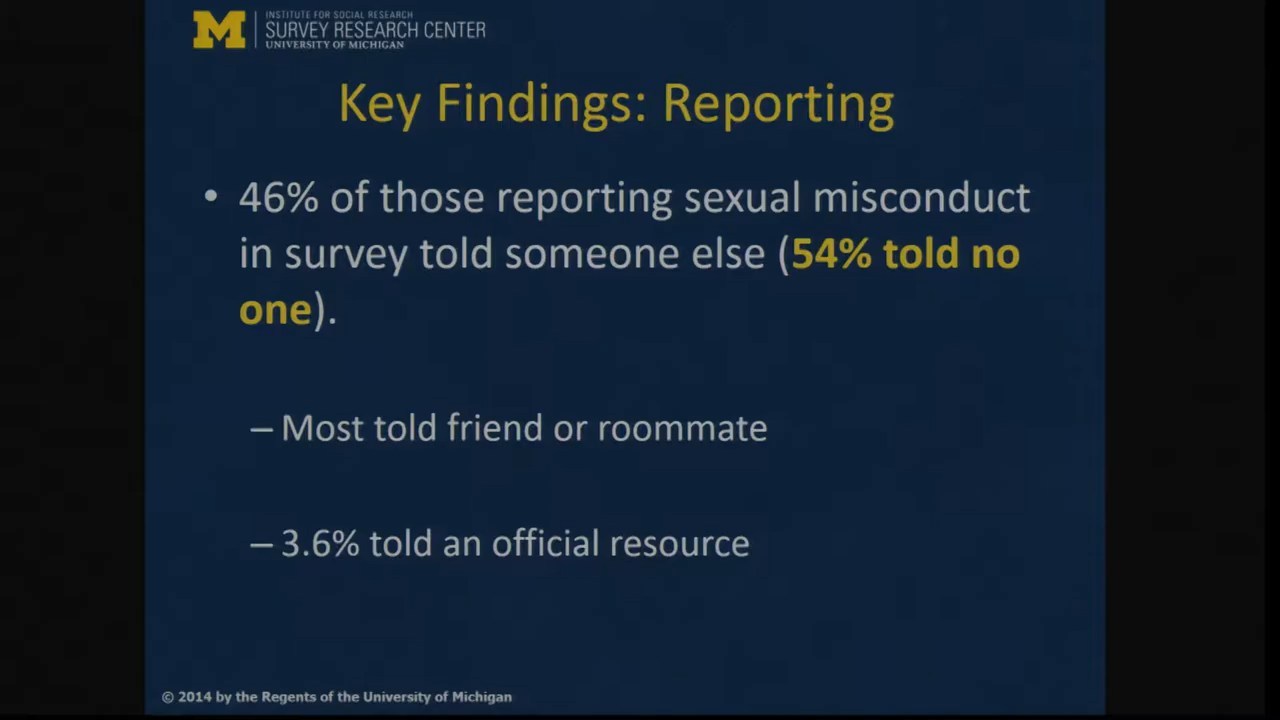 M
INSTITUTE FOR SOCIAL RESEARCH
SURVEY RESEARCH CENTER
UNIVERSITY OF MICHIGAN
Key Findings: Reporting
• 46% of those reporting sexual misconduct
in survey told someone else (54% told no
one).
– Most told friend or roommate
– 3.6% told an official resource
© 2014 by the Regents of the University of Michigan